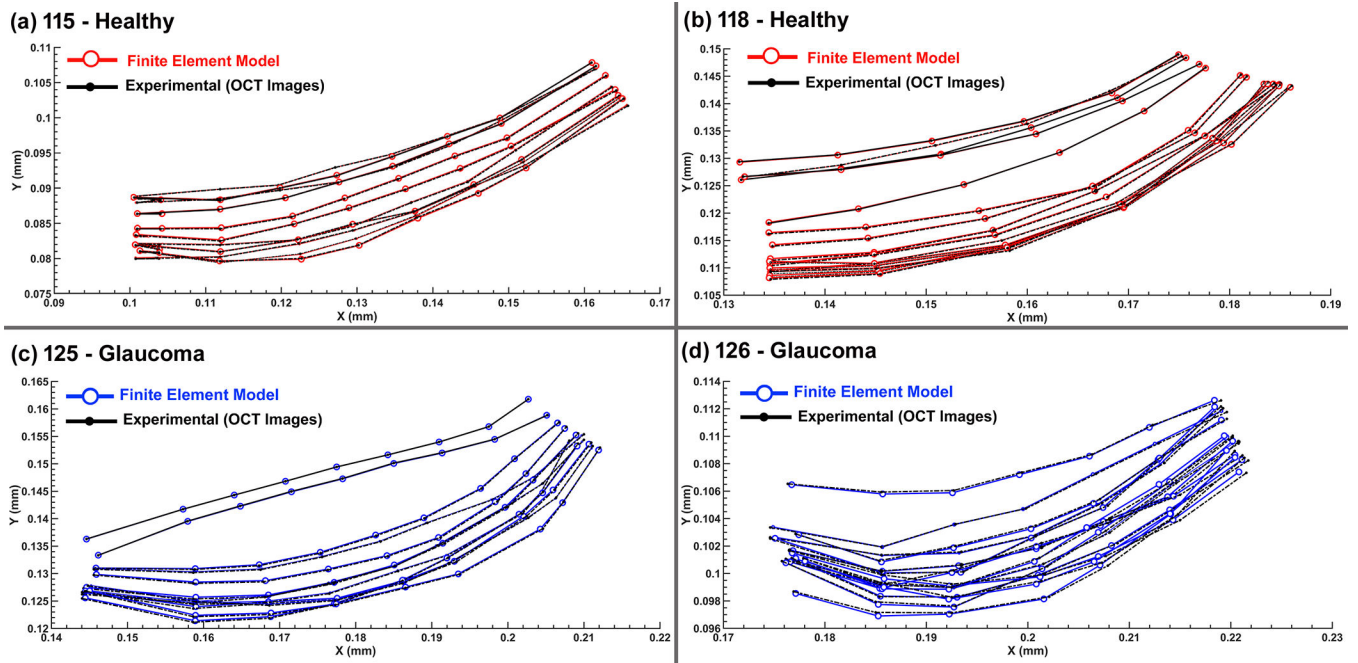 (a) 115 - Healthy
0.11
0.105
0.1
0.095
0.09
0.085
0.08
0.075
Y (mm)
Finite Element Model
Experimental (OCT Images)
0.09 0.1 0.11 0.12 0.13 0.14 0.15 0.16 0.17
X (mm)
(b) 118 - Healthy
0.15
0.145
0.14
0.135
0.13
0.125
0.12
0.115
0.11
0.105
Y (mm)
Finite Element Model
Experimental (OCT Images)
0.13 0.14 0.15 0.16 0.17 0.18 0.19
X (mm)
(c) 125 - Glaucoma
0.165
0.16
0.155
0.15
0.145
0.14
0.135
0.13
0.125
0.12
Y (mm)
Finite Element Model
Experimental (OCT Images)
0.14 0.15 0.16 0.17 0.18 0.19 0.2 0.21 0.22
X (mm)
(d) 126 - Glaucoma
0.114
0.112
0.11
0.108
0.106
0.104
0.102
0.1
0.098
0.096
Y (mm)
Finite Element Model
Experimental (OCT Images)
0.17 0.18 0.19 0.2 0.21 0.22 0.23
X (mm)